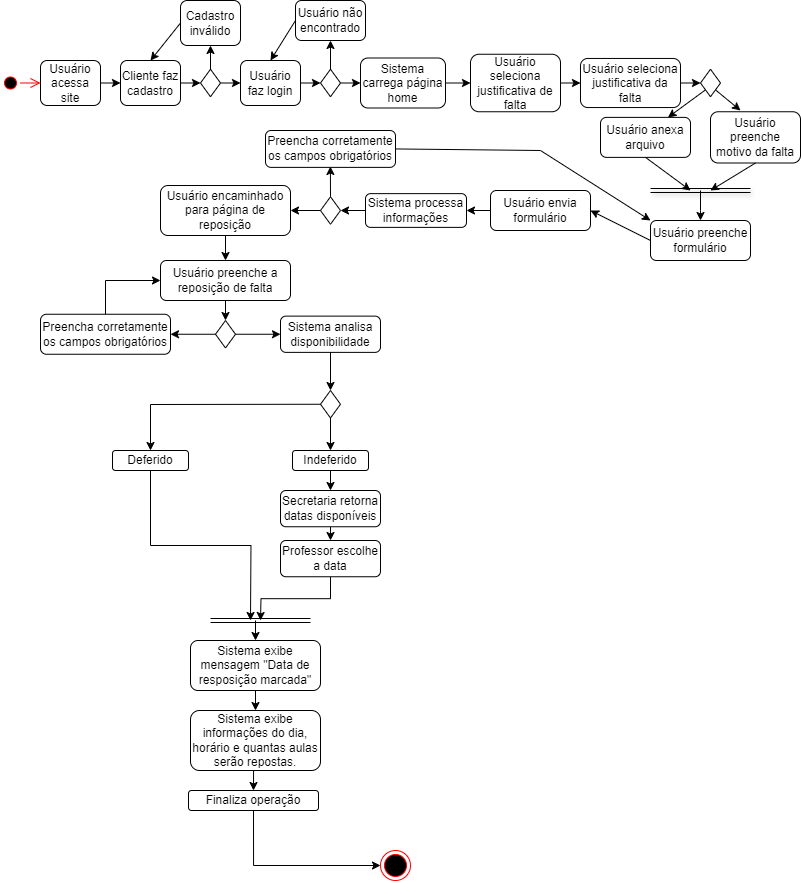 Usuário
acessa
site
Cliente faz
cadastro
Cadastro
inválido
Usuário
faz login
Usuário não
encontrado
Sistema
carrega página
home
Usuário
seleciona
justificativa de
falta
Usuário seleciona
justificativa da
falta
Usuário anexa
arquivo
Usuário
preenche
motivo da falta
Usuário preenche
formulário
Usuário envia
formulário
Sistema processa
informações
Preencha corretamente
os campos obrigatórios
Usuário encaminhado
para página de
reposição
Usuário preenche a
reposição de falta
Preencha corretamente
os campos obrigatórios
Sistema analisa
disponibilidade
Deferido
Indeferido
Secretaria retorna
datas disponíveis
Professor escolhe
a data
Sistema exibe
mensagem "Data de
resposição marcada"
Sistema exibe
informações do dia,
horário e quantas aulas
serão repostas.
Finaliza operação